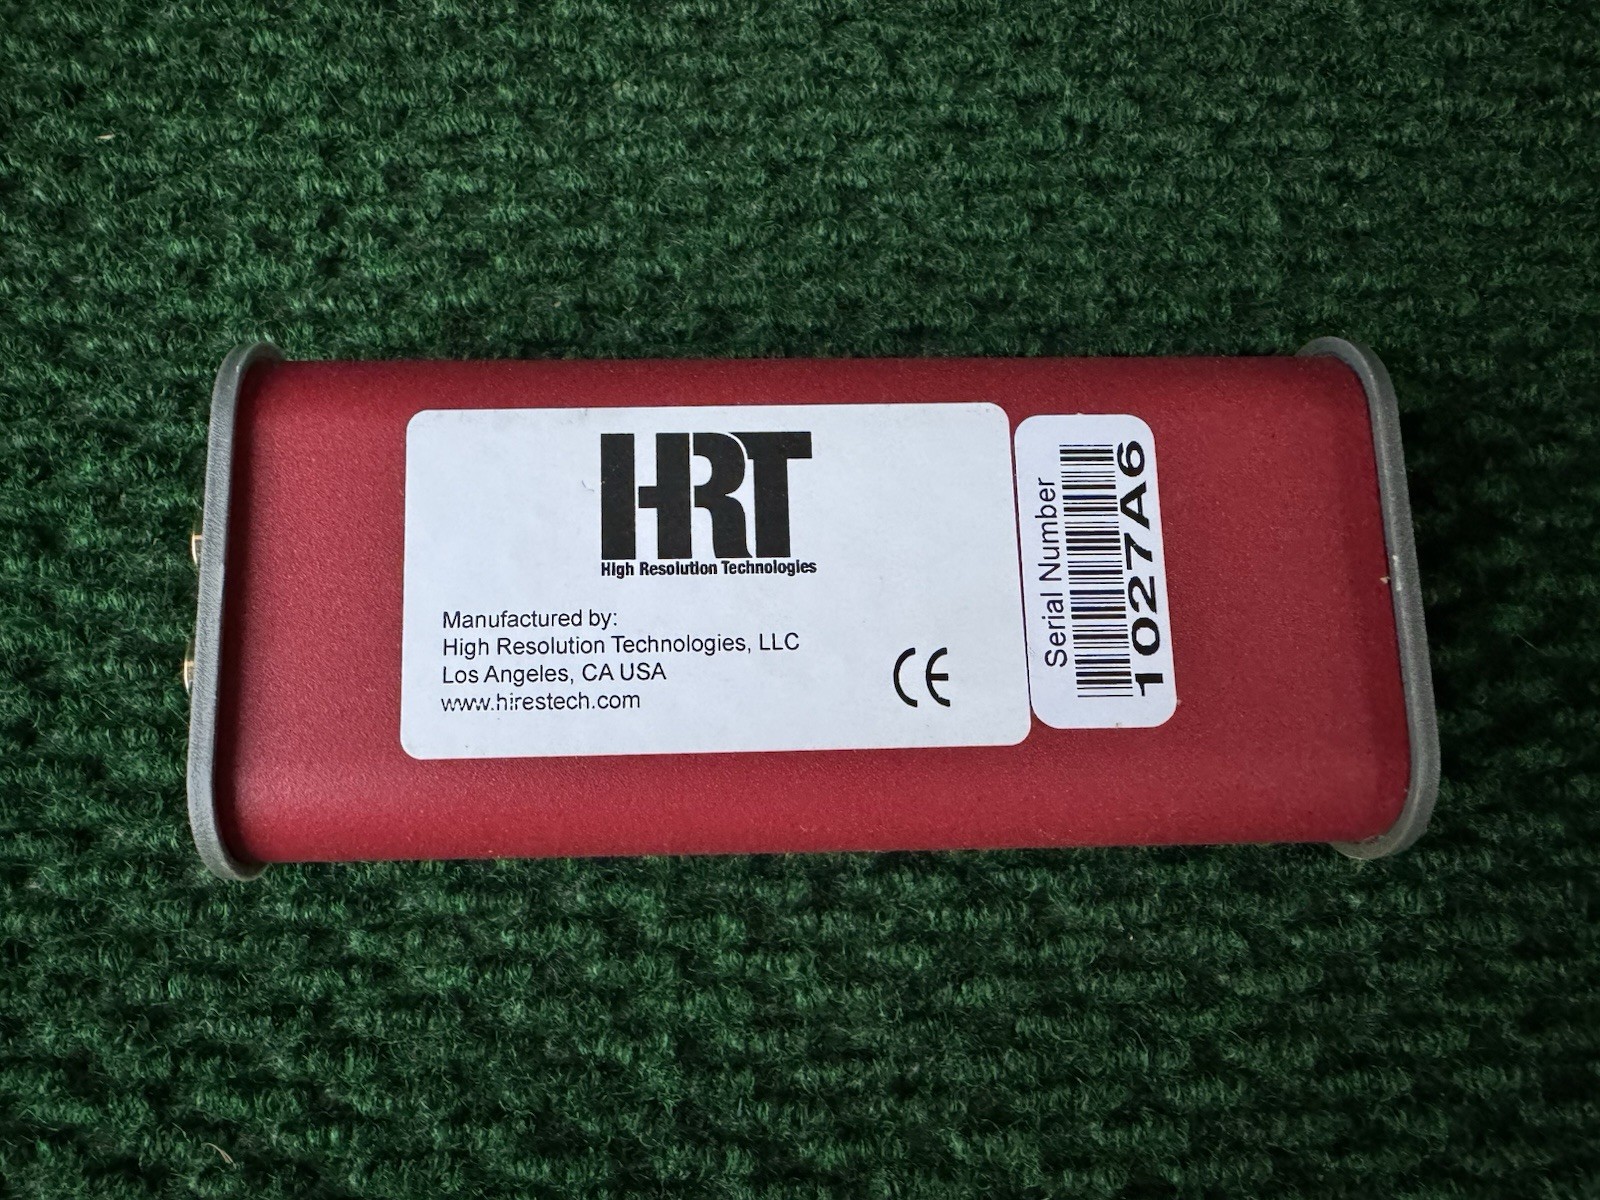 HRT
High Resolution Technologies
Manufactured by:
High Resolution Technologies, LLC
Los Angeles, CA USA
www.hirestech.com
CE
Serial Number
1027A6